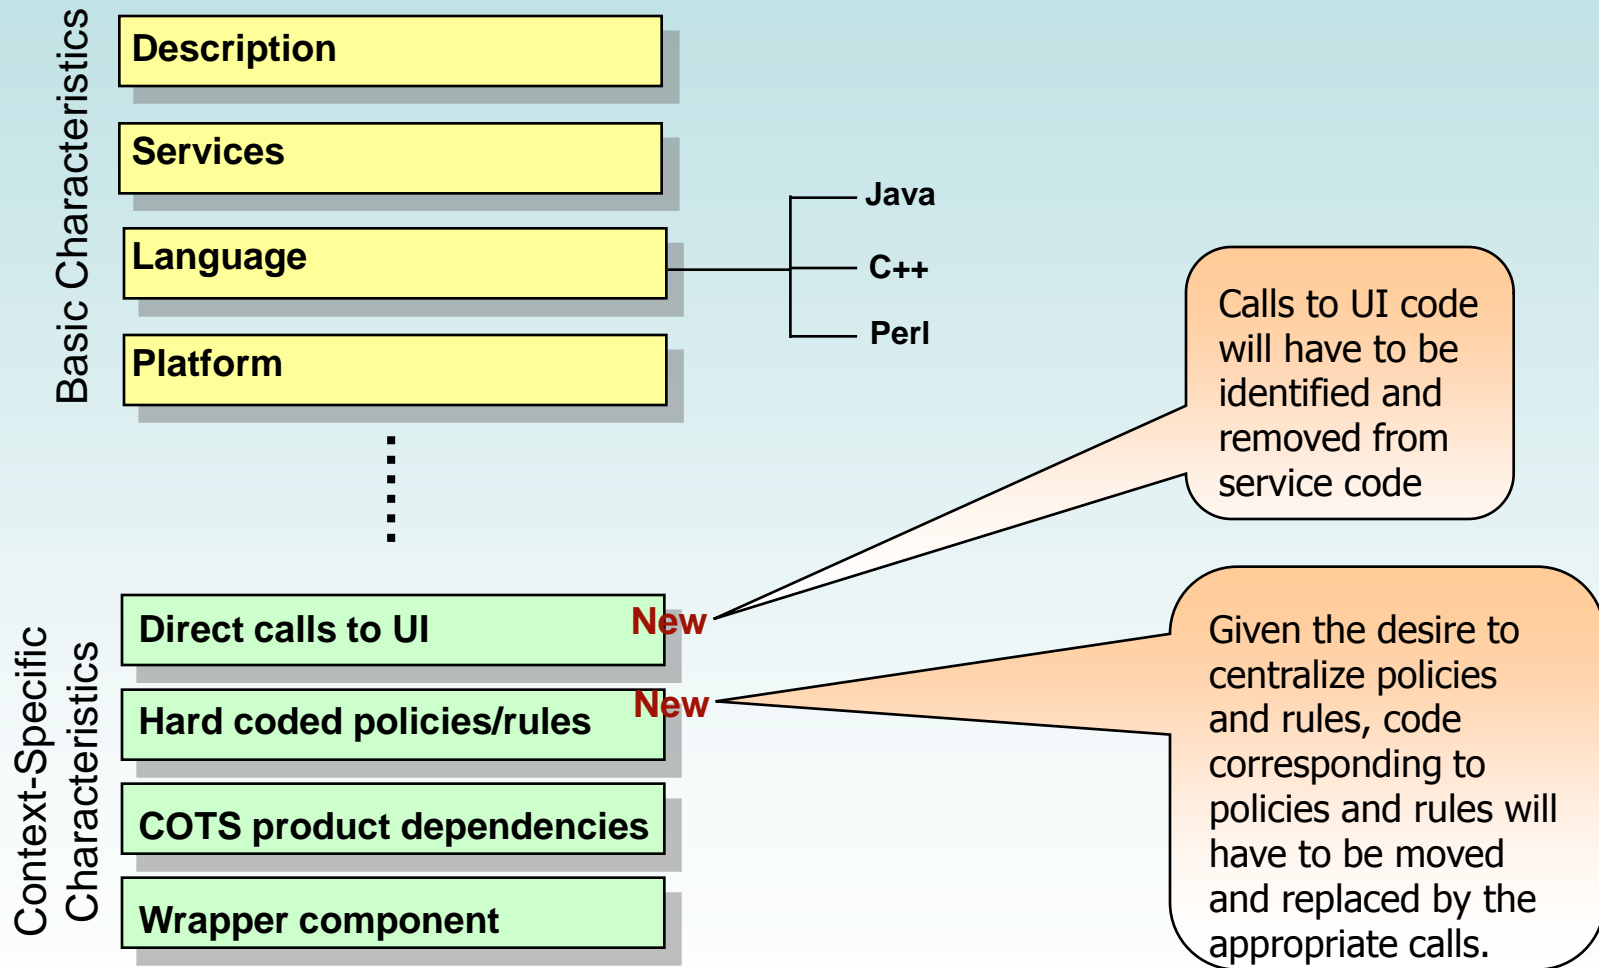 Basic Characteristics
Description
Services
Language
Platform
Java
C++
Perl
Calls to UI code
will have to be
identified and
removed from
service code
Context-Specific
Characteristics
Direct calls to UI
New
Hard coded policies/rules
New
COTS product dependencies
Wrapper component
Given the desire to
centralize policies
and rules, code
corresponding to
policies and rules will
have to be moved
and replaced by the
appropriate calls.